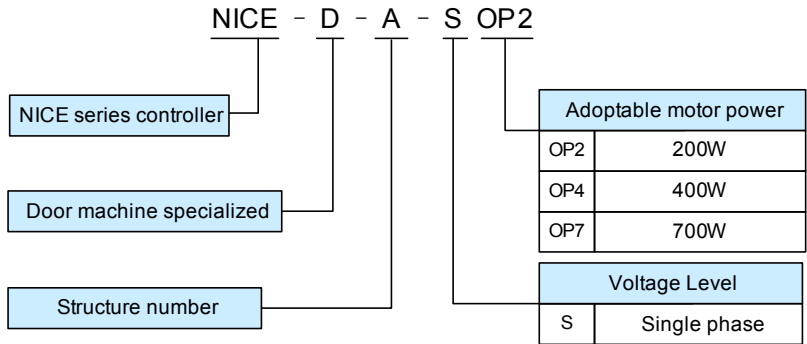 NICE - D - A - S OP2
NICE series controller
Door machine specialized
Structure number
Adoptable motor power
OP2 200W
OP4 400W
OP7 700W
Voltage Level
S Single phase